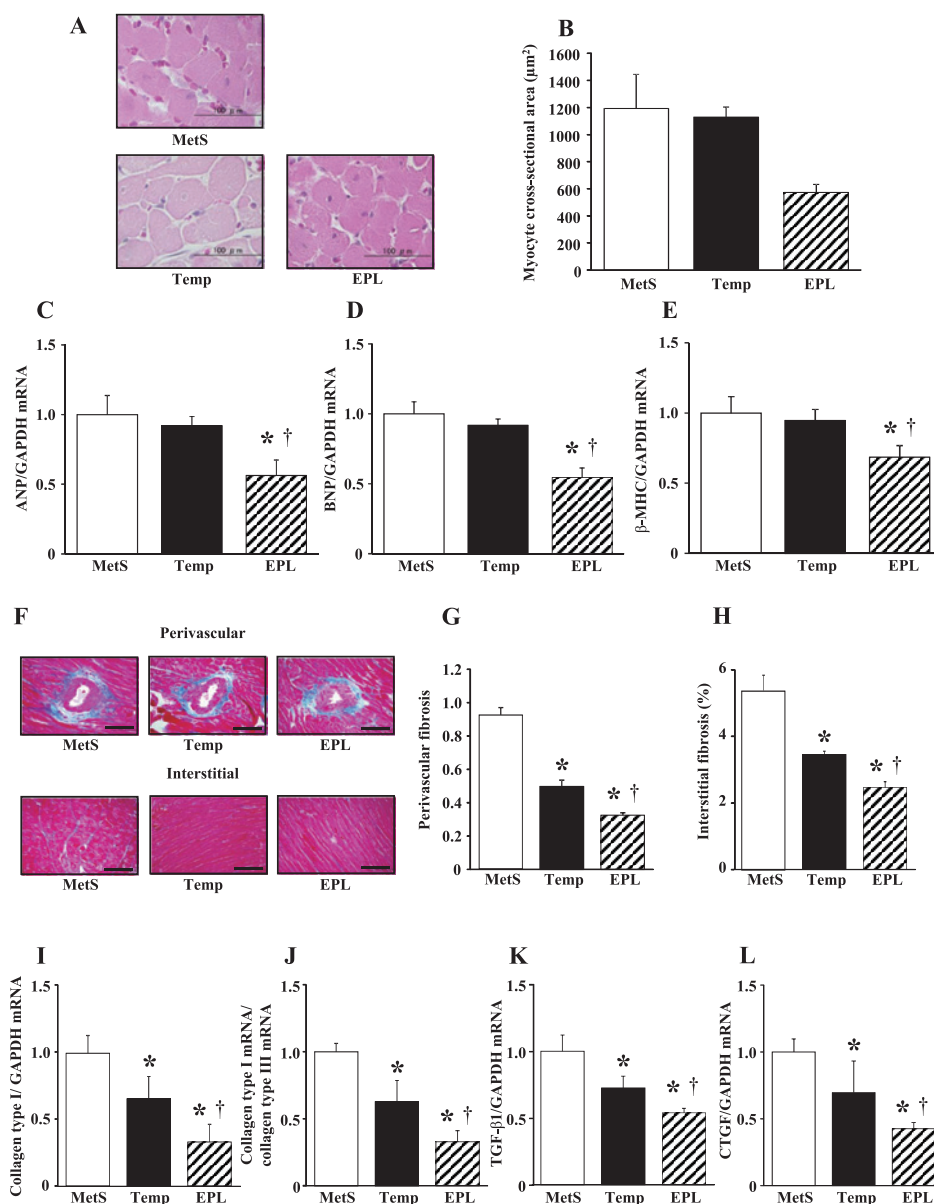 A
100 μm
MetS
100 μm
100 μm
Temp
EPL
B
Myocyte cross-sectional area (μm²)
1600
1400
1200
1000
800
600
400
200
0
MetS
Temp
EPL
C
ANP/GAPDH mRNA
1.5
1.0
0.5
0
* †
MetS
Temp
EPL
D
BNP/GAPDH mRNA
1.5
1.0
0.5
0
* †
MetS
Temp
EPL
E
β-MHC/GAPDH mRNA
1.5
1.0
0.5
0
* †
MetS
Temp
EPL
F
Perivascular
MetS
Temp
EPL
Interstitial
MetS
Temp
EPL
G
Perivascular fibrosis
1.2
1.0
0.8
0.6
0.4
0.2
0
*
* †
MetS
Temp
EPL
H
Interstitial fibrosis (%)
6
4
2
0
*
* †
MetS
Temp
EPL
I
Collagen type I/ GAPDH mRNA
1.5
1.0
0.5
0
*
* †
MetS
Temp
EPL
J
Collagen type I mRNA/
collagen type III mRNA
1.5
1.0
0.5
0
*
* †
MetS
Temp
EPL
K
TGF-β1/GAPDH mRNA
1.5
1.0
0.5
0
*
* †
MetS
Temp
EPL
L
CTGF/GAPDH mRNA
1.5
1.0
0.5
0
*
* †
MetS
Temp
EPL